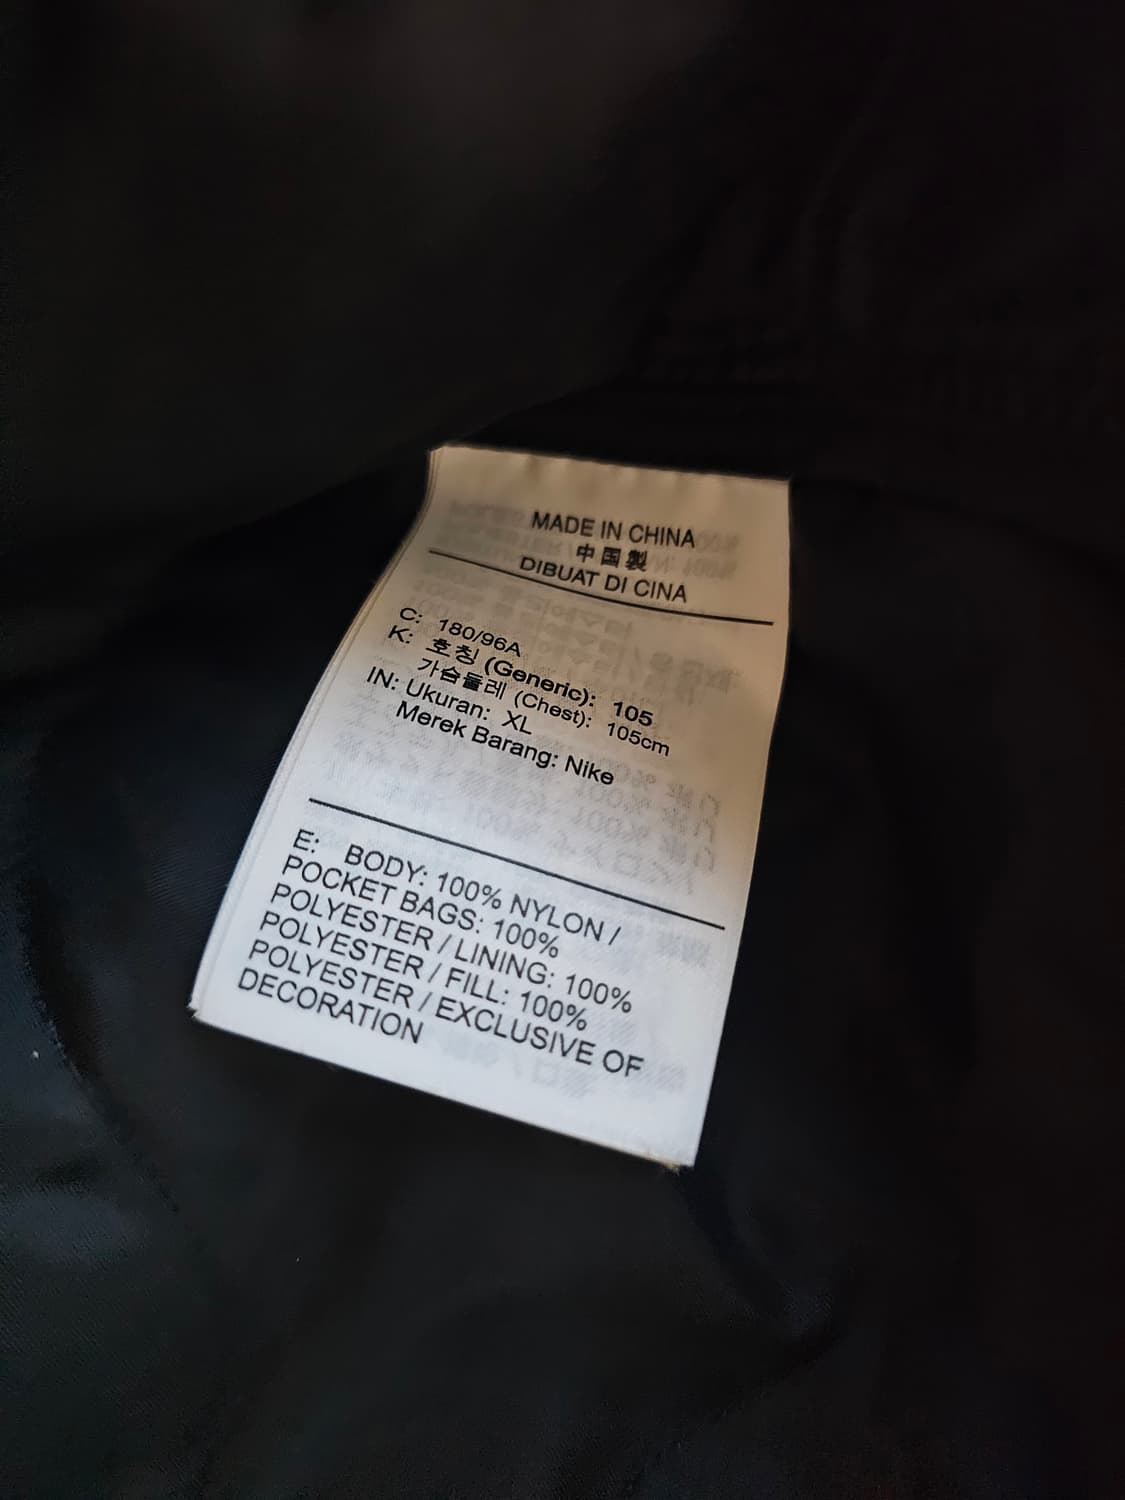 MADE IN CHINA
中国製
DIBUAT DI CINA
C: 180/96A
K: 호칭 (Generic): 105
가슴둘레 (Chest): 105cm
IN: Ukuran: XL
Merek Barang: Nike
E: BODY: 100% NYLON /
POCKET BAGS: 100%
POLYESTER / LINING: 100%
POLYESTER / FILL: 100%
POLYESTER / EXCLUSIVE OF
DECORATION